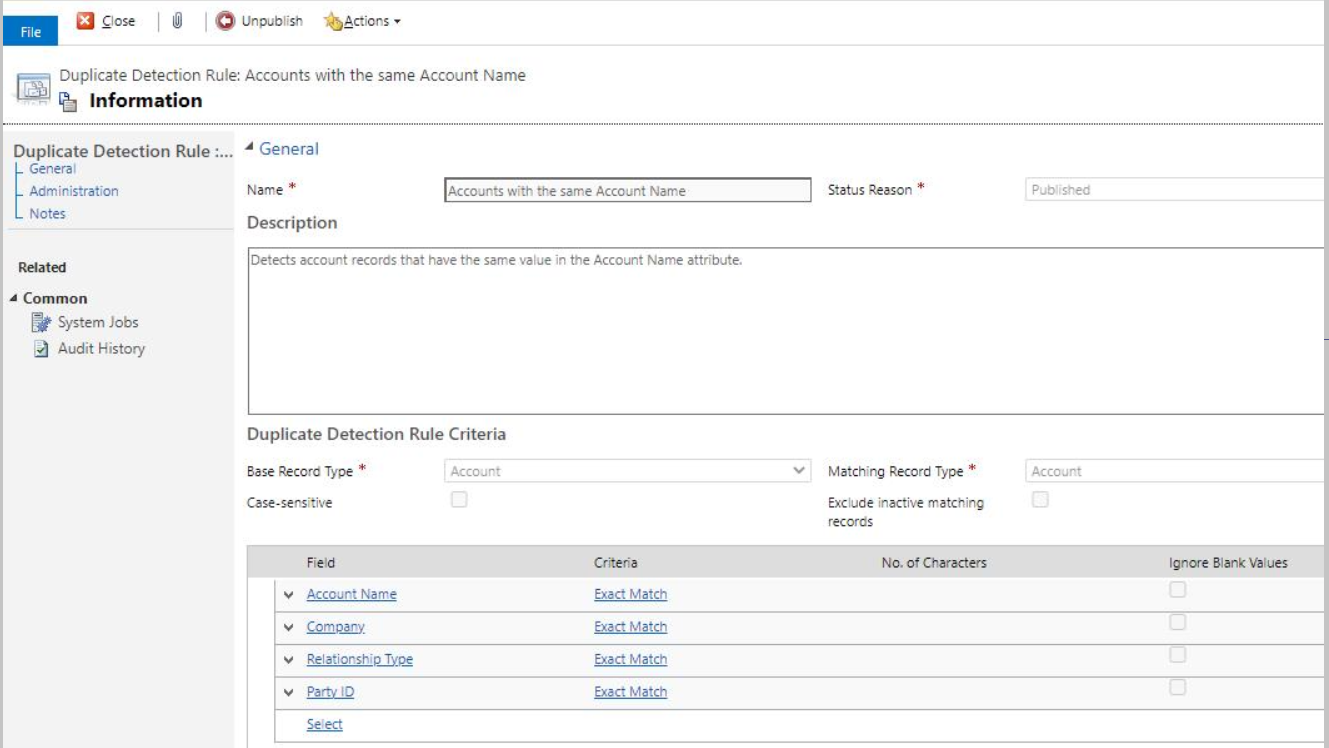 File Close Unpublish Actions
Duplicate Detection Rule: Accounts with the same Account Name
Information
Duplicate Detection Rule :...
General
Administration
Notes
Related
Common
System Jobs
Audit History
General
Name * Accounts with the same Account Name Status Reason * Published
Description
Detects account records that have the same value in the Account Name attribute.
Duplicate Detection Rule Criteria
Base Record Type * Account Matching Record Type * Account
Case-sensitive Exclude inactive matching
records
Field Criteria No. of Characters Ignore Blank Values
Account Name Exact Match
Company Exact Match
Relationship Type Exact Match
Party ID Exact Match
Select